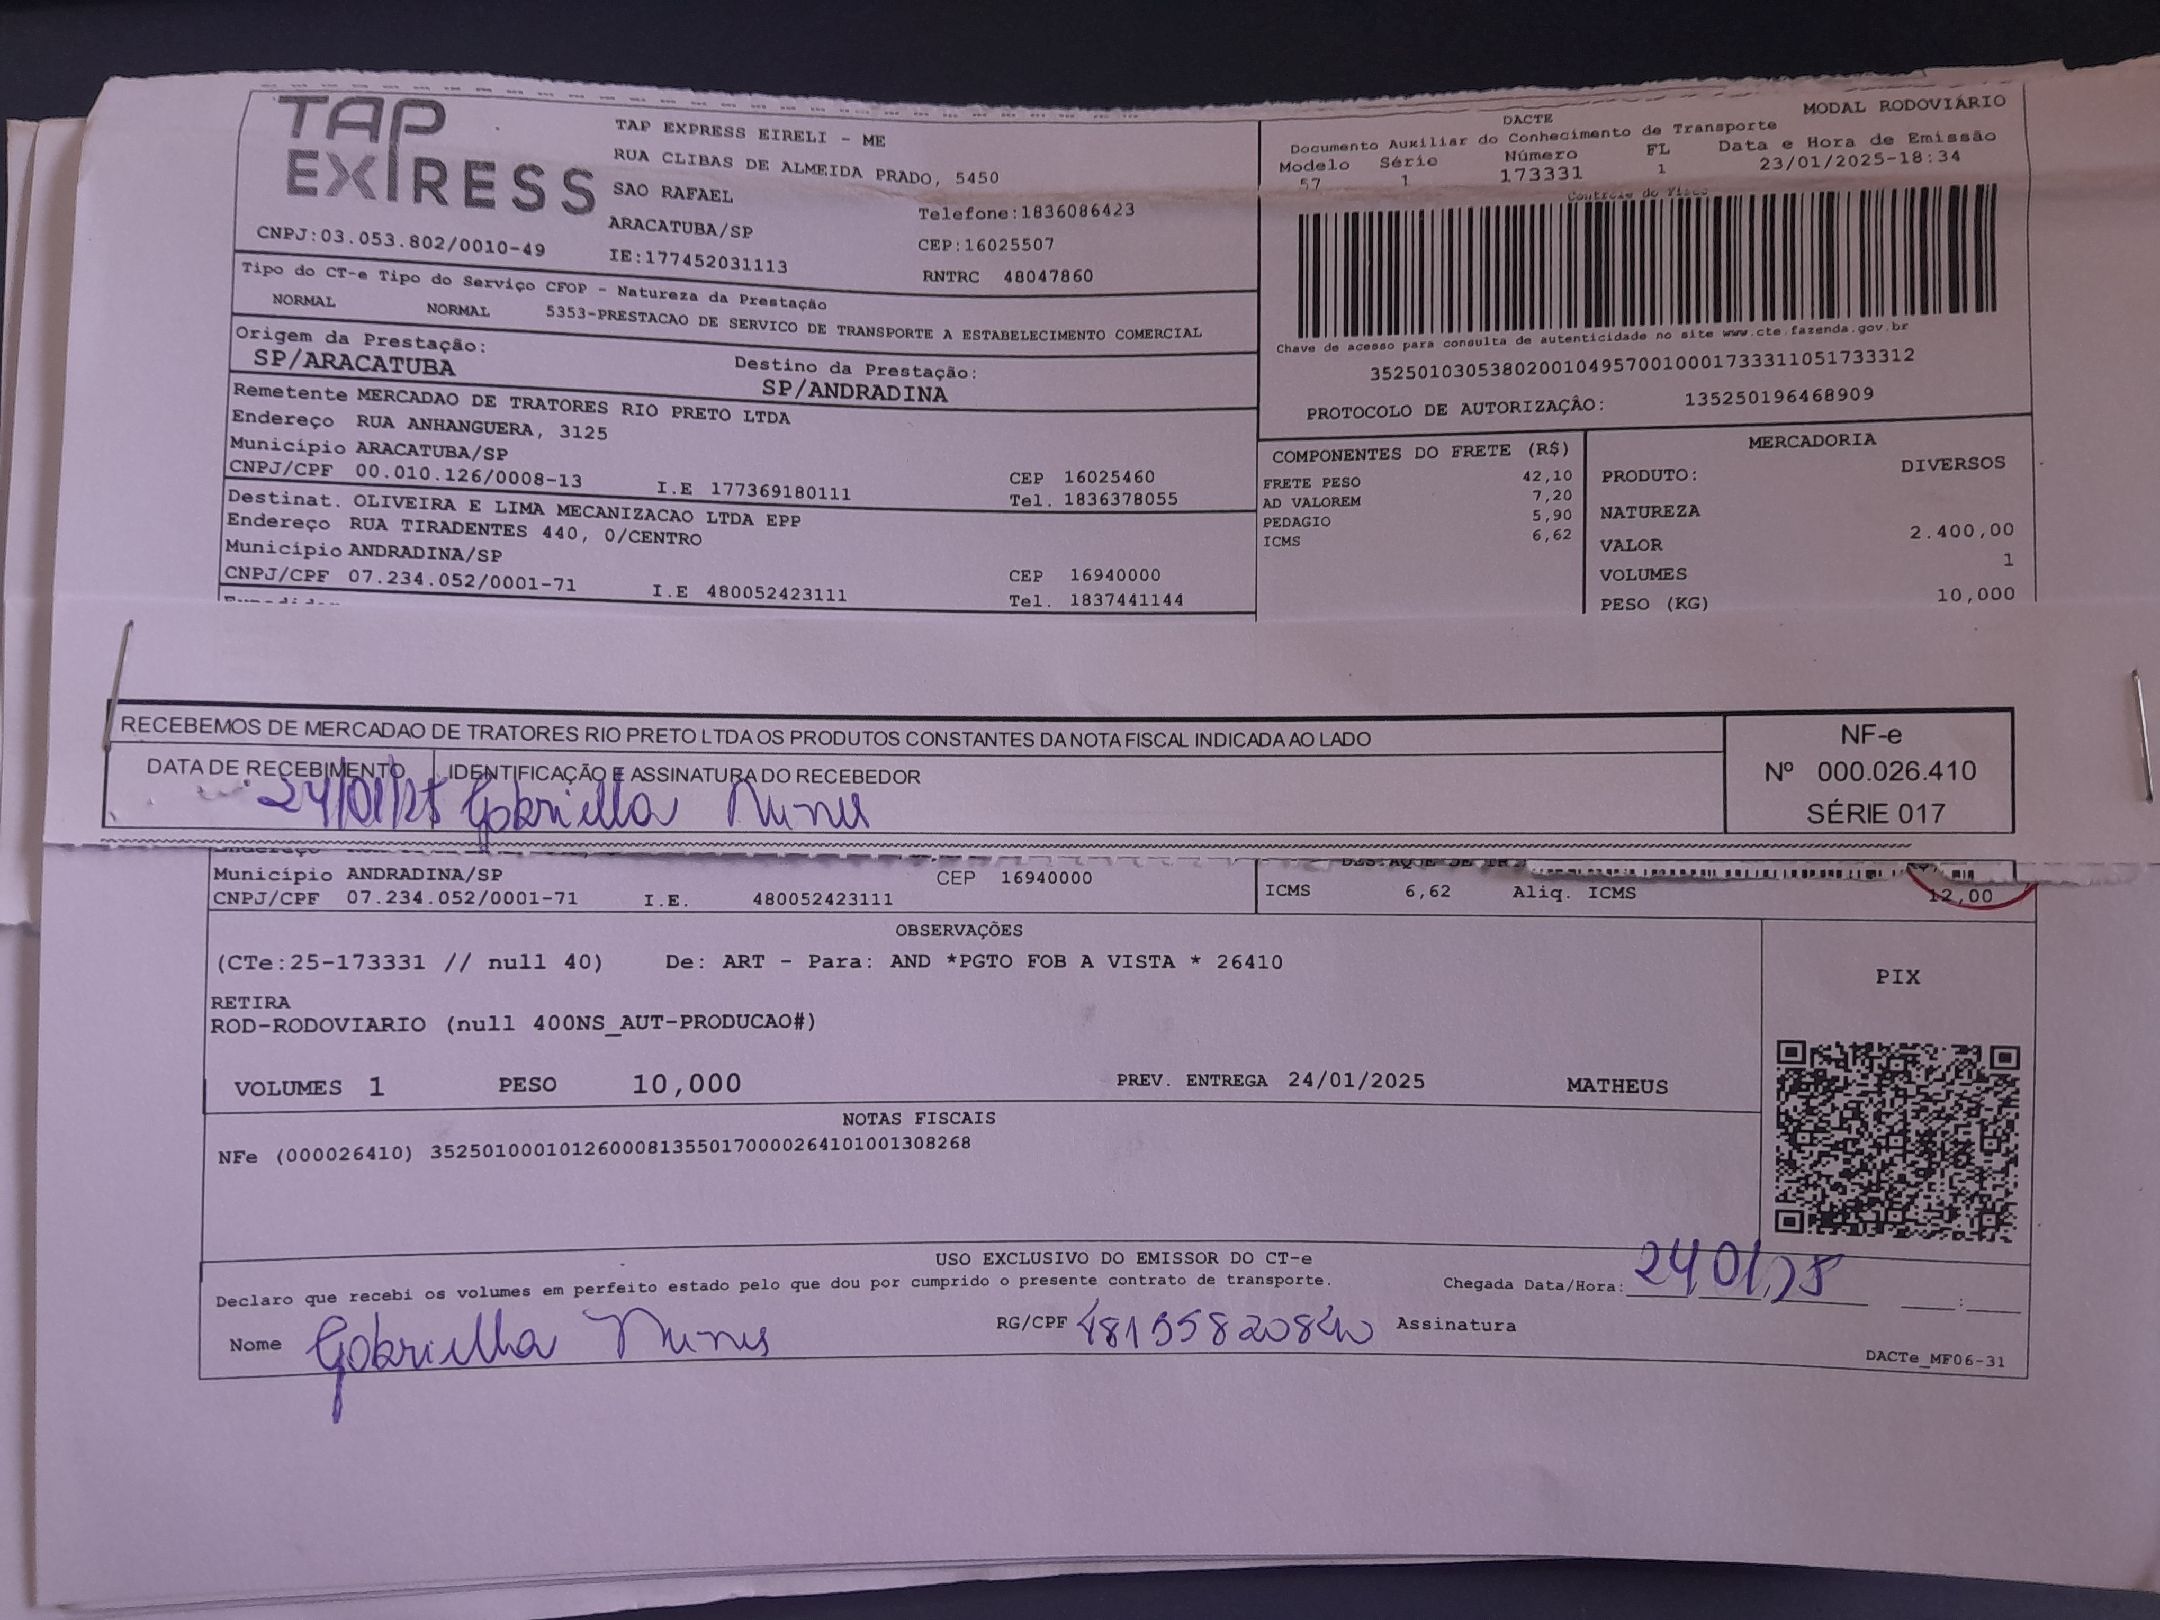 TAP EXPRESS
TAP EXPRESS EIRELI - ME
RUA CLIBAS DE ALMEIDA PRADO, 5450
SAO RAFAEL
Telefone:1836086423
ARACATUBA/SP
CEP:16025507
CNPJ:03.053.802/0010-49
IE:177452031113
RNTRC 48047860
DACTE
MODAL RODOVIÁRIO
Documento Auxiliar do Conhecimento de Transporte
Modelo Série Número FL Data e Hora de Emissão
57 1 173331 1 23/01/2025-18:34
Controle do Fisco
Chave de acesso para consulta de autenticidade no site www.cte.fazenda.gov.br
35250103053802001049570010001733311051733312
PROTOCOLO DE AUTORIZAÇÂO: 135250196468909
Tipo do CT-e Tipo do Serviço CFOP - Natureza da Prestação
NORMAL NORMAL 5353-PRESTACAO DE SERVICO DE TRANSPORTE A ESTABELECIMENTO COMERCIAL
Origem da Prestação: Destino da Prestação:
SP/ARACATUBA SP/ANDRADINA
Remetente MERCADAO DE TRATORES RIO PRETO LTDA
Endereço RUA ANHANGUERA, 3125
Município ARACATUBA/SP CEP 16025460
CNPJ/CPF 00.010.126/0008-13 I.E 177369180111 Tel. 1836378055
Destinat. OLIVEIRA E LIMA MECANIZACAO LTDA EPP
Endereço RUA TIRADENTES 440, 0/CENTRO
Município ANDRADINA/SP CEP 16940000
CNPJ/CPF 07.234.052/0001-71 I.E 480052423111 Tel. 1837441144
COMPONENTES DO FRETE (R$)
FRETE PESO 42,10
AD VALOREM 7,20
PEDAGIO 5,90
ICMS 6,62
MERCADORIA
PRODUTO: DIVERSOS
NATUREZA
VALOR 2.400,00
VOLUMES 1
PESO (KG) 10,000
RECEBEMOS DE MERCADAO DE TRATORES RIO PRETO LTDA OS PRODUTOS CONSTANTES DA NOTA FISCAL INDICADA AO LADO
DATA DE RECEBIMENTO IDENTIFICAÇÃO E ASSINATURA DO RECEBEDOR
24/01/25 Gabriella Nunes
NF-e
Nº 000.026.410
SÉRIE 017
Município ANDRADINA/SP CEP 16940000
CNPJ/CPF 07.234.052/0001-71 I.E. 480052423111
ICMS 6,62 Aliq. ICMS 12,00
OBSERVAÇÕES
(CTe:25-173331 // null 40) De: ART - Para: AND *PGTO FOB A VISTA * 26410
RETIRA
ROD-RODOVIARIO (null 400NS_AUT-PRODUCAO#)
VOLUMES 1 PESO 10,000 PREV. ENTREGA 24/01/2025 MATHEUS
PIX
NOTAS FISCAIS
NFe (000026410) 35250100010126000813550170000264101001308268
USO EXCLUSIVO DO EMISSOR DO CT-e
Declaro que recebi os volumes em perfeito estado pelo que dou por cumprido o presente contrato de transporte. Chegada Data/Hora: 24 01 25 :
Nome Gabriella Nunes RG/CPF 48195820840 Assinatura
DACTe_MF06-31